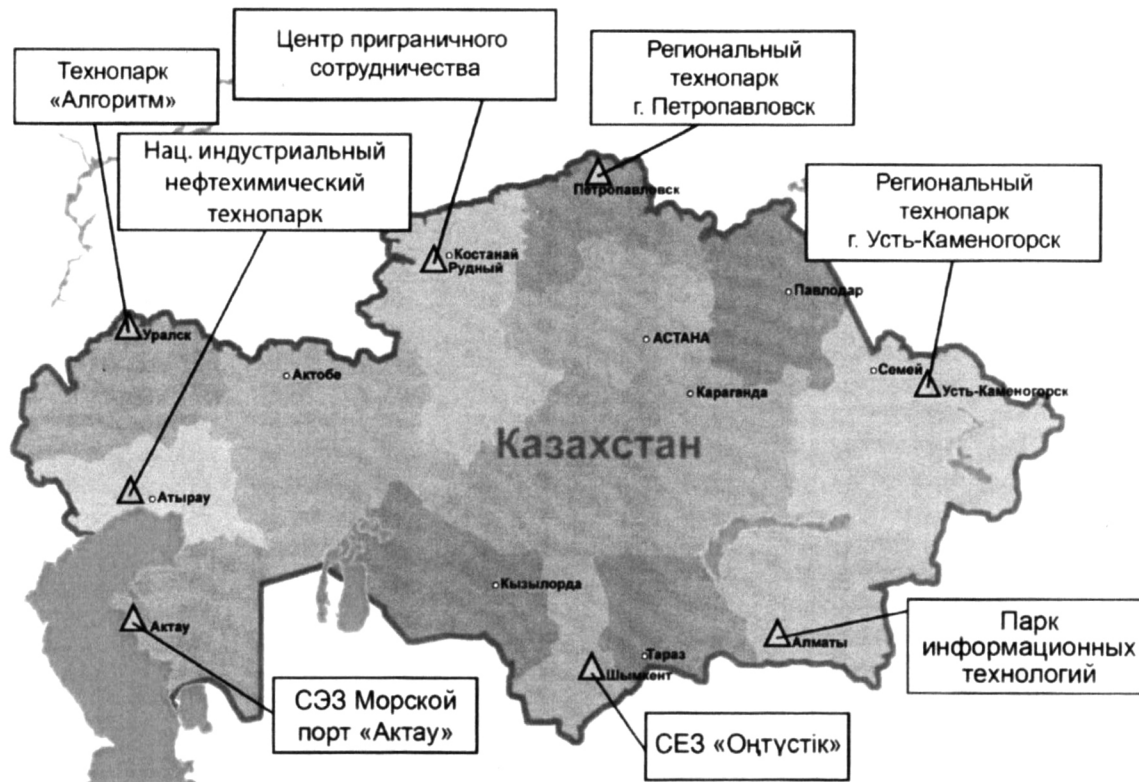 Центр приграничного
сотрудничества
Региональный
технопарк
г. Петропавловск
Технопарк
«Алгоритм»
Нац. индустриальный
нефтехимический
технопарк
Региональный
технопарк
г. Усть-Каменогорск
Петропавловск
Костанай
Рудный
Павлодар
Уральск
АСТАНА
Актобе
Семей
Усть-Каменогорск
Караганда
Казахстан
Атырау
Кызылорда
Актау
Алматы
Тараз
Шымкент
Парк
информационных
технологий
СЭЗ Морской
порт «Актау»
СЕЗ «Оңтүстік»